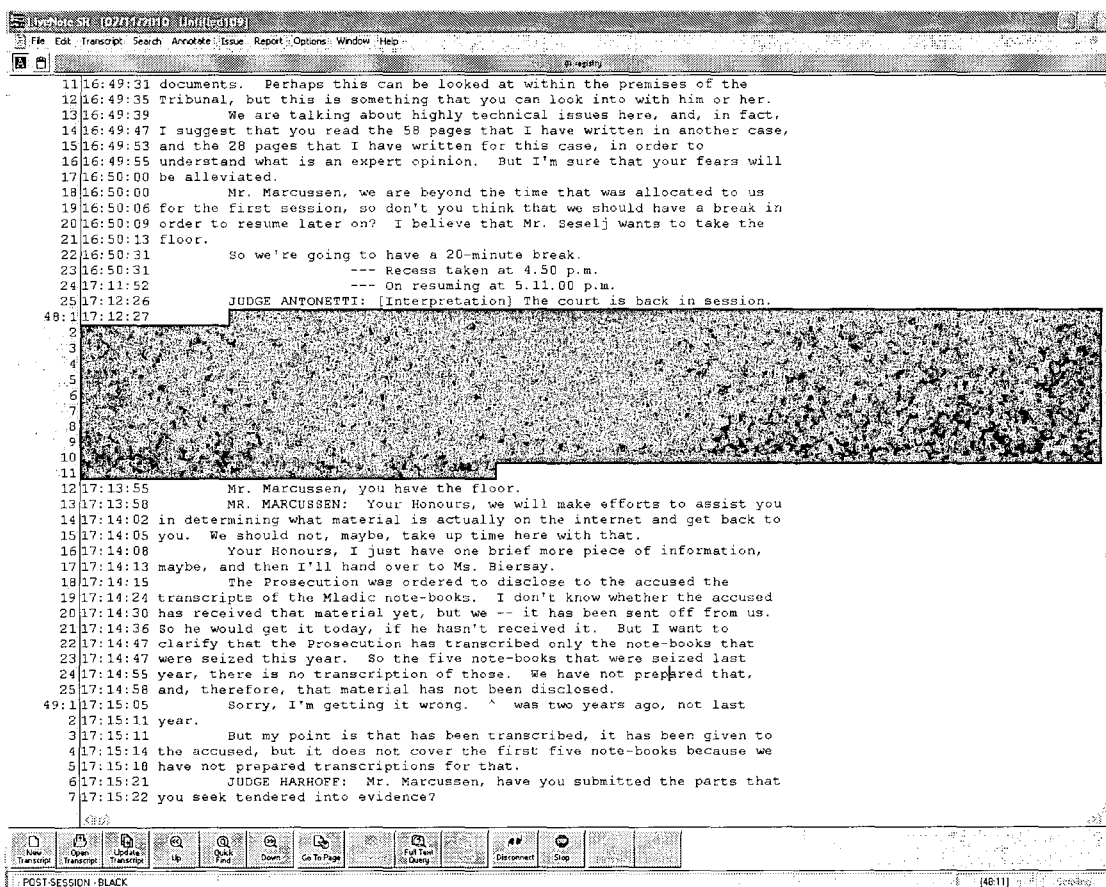 LiveNote SR - [02/11/2010 - Untitled109]
File Edit Transcript Search Annotate Issue Report Options Window Help
A
registry
11 16:49:31 documents. Perhaps this can be looked at within the premises of the
12 16:49:35 Tribunal, but this is something that you can look into with him or her.
13 16:49:39 We are talking about highly technical issues here, and, in fact,
14 16:49:47 I suggest that you read the 58 pages that I have written in another case,
15 16:49:53 and the 28 pages that I have written for this case, in order to
16 16:49:55 understand what is an expert opinion. But I'm sure that your fears will
17 16:50:00 be alleviated.
18 16:50:00 Mr. Marcussen, we are beyond the time that was allocated to us
19 16:50:06 for the first session, so don't you think that we should have a break in
20 16:50:09 order to resume later on? I believe that Mr. Seselj wants to take the
21 16:50:13 floor.
22 16:50:31 So we're going to have a 20-minute break.
23 16:50:31 --- Recess taken at 4.50 p.m.
24 17:11:52 --- On resuming at 5.11.00 p.m.
25 17:12:26 JUDGE ANTONETTI: [Interpretation] The court is back in session.
48:1 17:12:27
2
3
4
5
6
7
8
9
10
11
12 17:13:55 Mr. Marcussen, you have the floor.
13 17:13:58 MR. MARCUSSEN: Your Honours, we will make efforts to assist you
14 17:14:02 in determining what material is actually on the internet and get back to
15 17:14:05 you. We should not, maybe, take up time here with that.
16 17:14:08 Your Honours, I just have one brief more piece of information,
17 17:14:13 maybe, and then I'll hand over to Ms. Biersay.
18 17:14:15 The Prosecution was ordered to disclose to the accused the
19 17:14:24 transcripts of the Mladic note-books. I don't know whether the accused
20 17:14:30 has received that material yet, but we -- it has been sent off from us.
21 17:14:36 So he would get it today, if he hasn't received it. But I want to
22 17:14:47 clarify that the Prosecution has transcribed only the note-books that
23 17:14:47 were seized this year. So the five note-books that were seized last
24 17:14:55 year, there is no transcription of those. We have not prepared that,
25 17:14:58 and, therefore, that material has not been disclosed.
49:1 17:15:05 Sorry, I'm getting it wrong. ^ was two years ago, not last
2 17:15:11 year.
3 17:15:11 But my point is that has been transcribed, it has been given to
4 17:15:14 the accused, but it does not cover the first five note-books because we
5 17:15:18 have not prepared transcriptions for that.
6 17:15:21 JUDGE HARHOFF: Mr. Marcussen, have you submitted the parts that
7 17:15:22 you seek tendered into evidence?
New Transcript Open Transcript Update Transcript Up Quick Find Down Go To Page Full Text Query Disconnect Stop
POST-SESSION - BLACK [48:11]